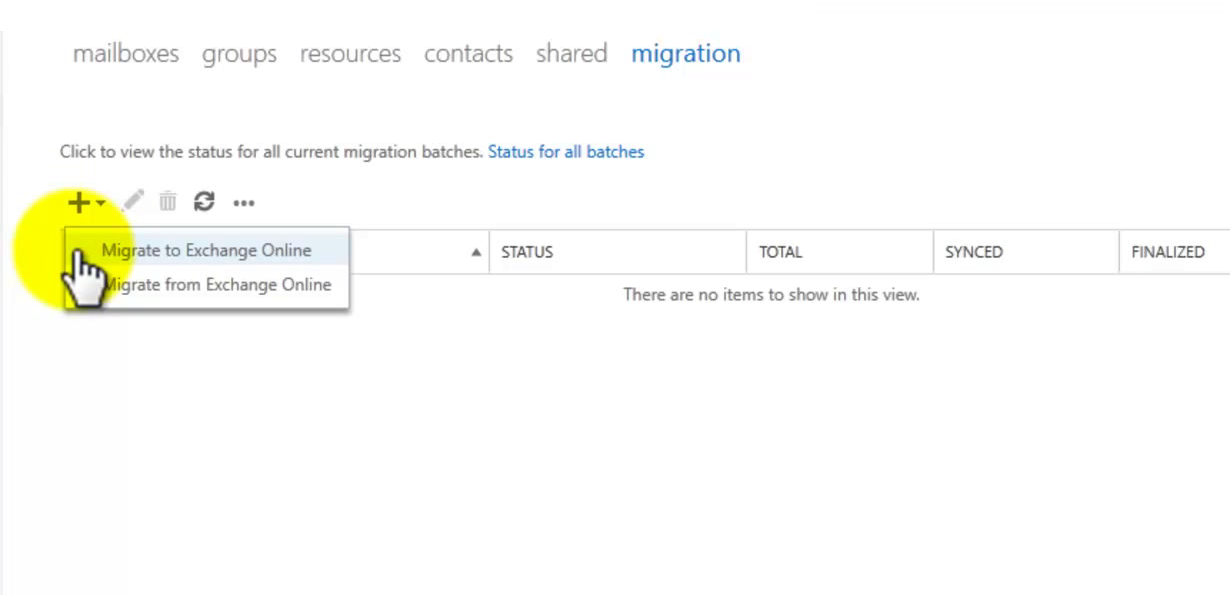 mailboxes groups resources contacts shared migration
Click to view the status for all current migration batches. Status for all batches
Migrate to Exchange Online
STATUS TOTAL SYNCED FINALIZED
Migrate from Exchange Online
There are no items to show in this view.